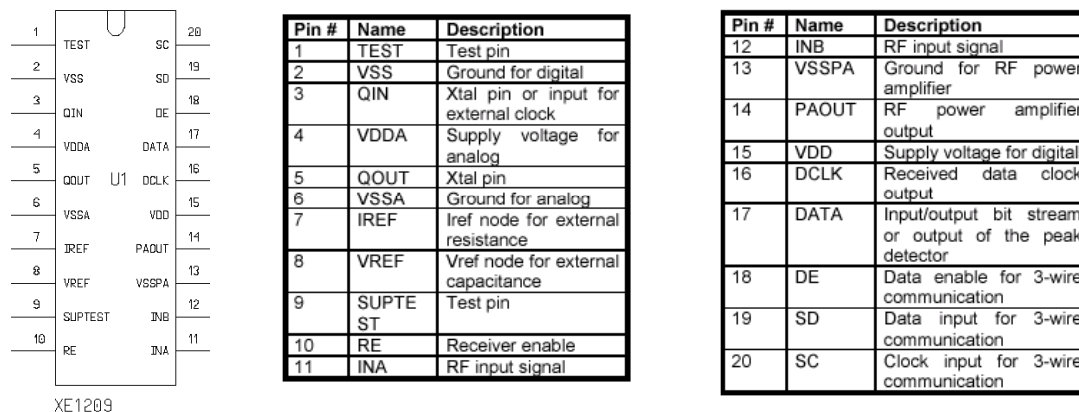 1 TEST SC 20
2 VSS SD 19
3 QIN DE 18
4 VDDA DATA 17
5 QOUT U1 DCLK 16
6 VSSA VDD 15
7 IREF PAOUT 14
8 VREF VSSPA 13
9 SUPTEST INB 12
10 RE INA 11
XE1209
Pin # Name Description
1 TEST Test pin
2 VSS Ground for digital
3 QIN Xtal pin or input for
external clock
4 VDDA Supply voltage for
analog
5 QOUT Xtal pin
6 VSSA Ground for analog
7 IREF Iref node for external
resistance
8 VREF Vref node for external
capacitance
9 SUPTE Test pin
ST
10 RE Receiver enable
11 INA RF input signal
Pin # Name Description
12 INB RF input signal
13 VSSPA Ground for RF power
amplifier
14 PAOUT RF power amplifier
output
15 VDD Supply voltage for digital
16 DCLK Received data clock
output
17 DATA Input/output bit stream
or output of the peak
detector
18 DE Data enable for 3-wire
communication
19 SD Data input for 3-wire
communication
20 SC Clock input for 3-wire
communication